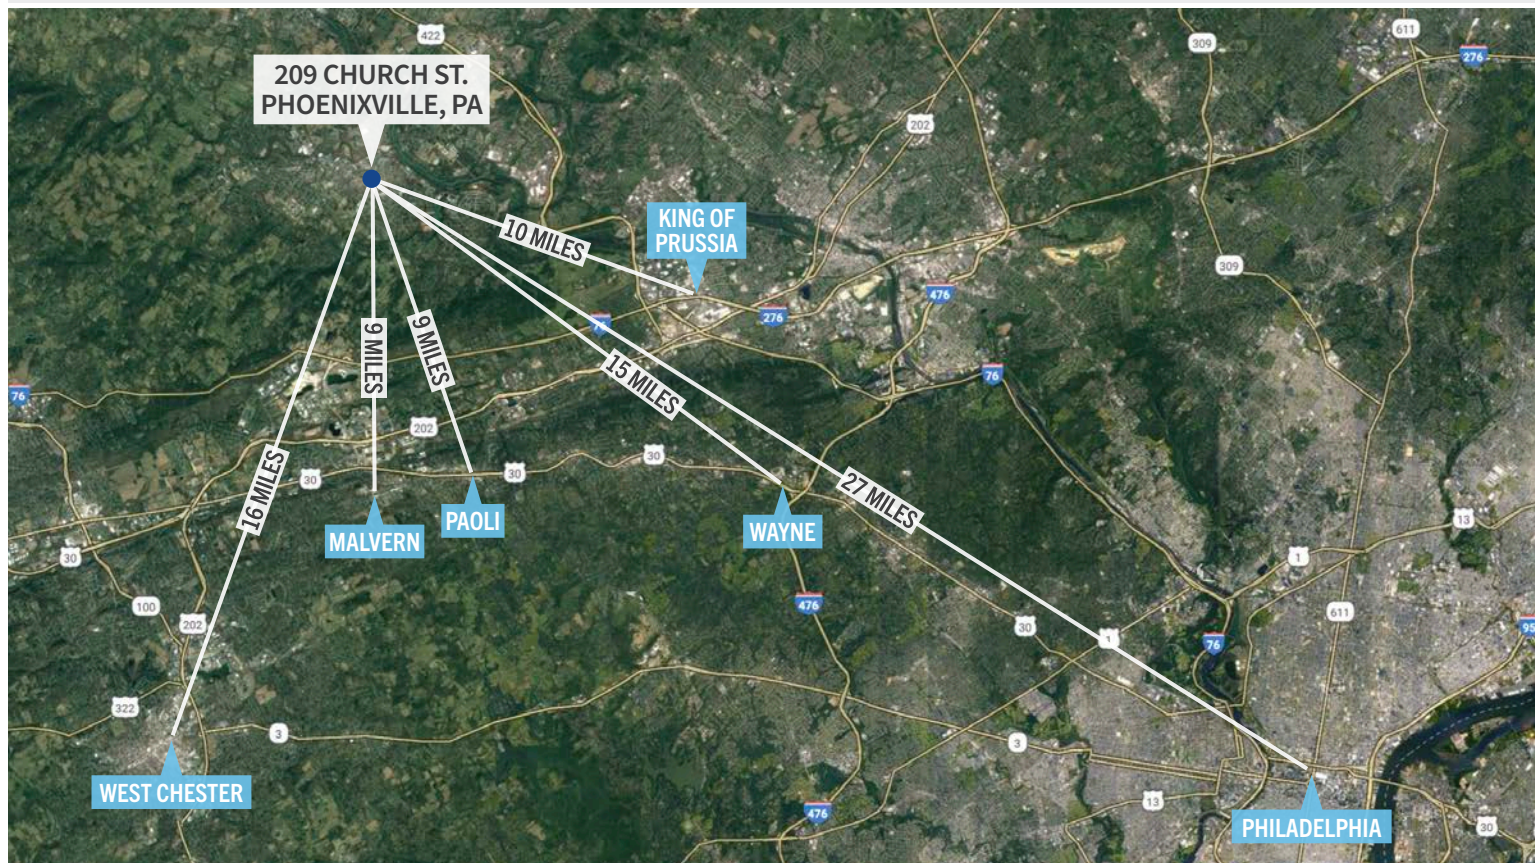 422
309
611
276
209 CHURCH ST.
PHOENIXVILLE, PA
202
KING OF
PRUSSIA
10 MILES
309
476
276
76
9 MILES
9 MILES
15 MILES
76
76
202
30
30
30
16 MILES
27 MILES
PAOLI
MALVERN
WAYNE
13
30
1
100
202
476
30
1
611
76
95
322
3
3
WEST CHESTER
13
476
PHILADELPHIA
30